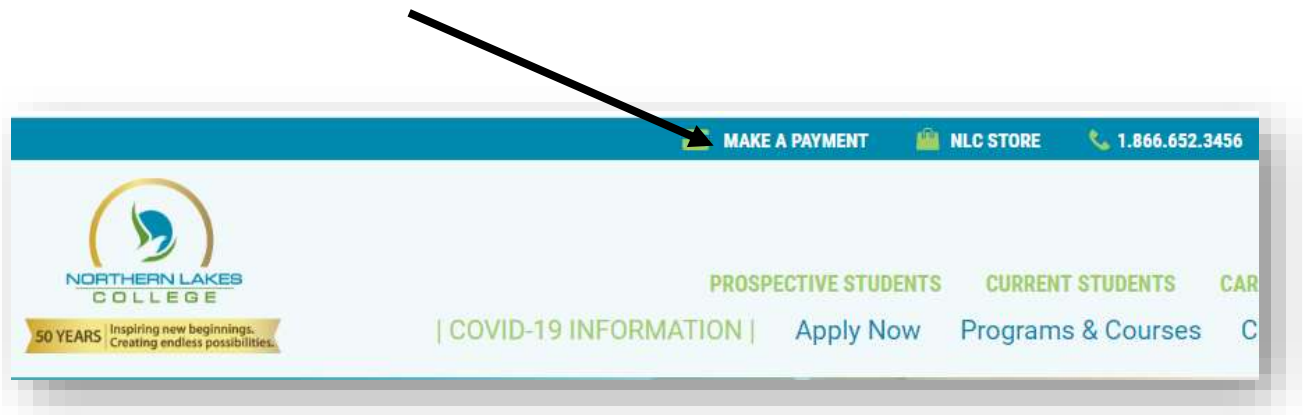 MAKE A PAYMENT NLC STORE 1.866.652.3456
NORTHERN LAKES
COLLEGE
PROSPECTIVE STUDENTS CURRENT STUDENTS CAR
50 YEARS Inspiring new beginnings.
Creating endless possibilities.
| COVID-19 INFORMATION | Apply Now Programs & Courses C